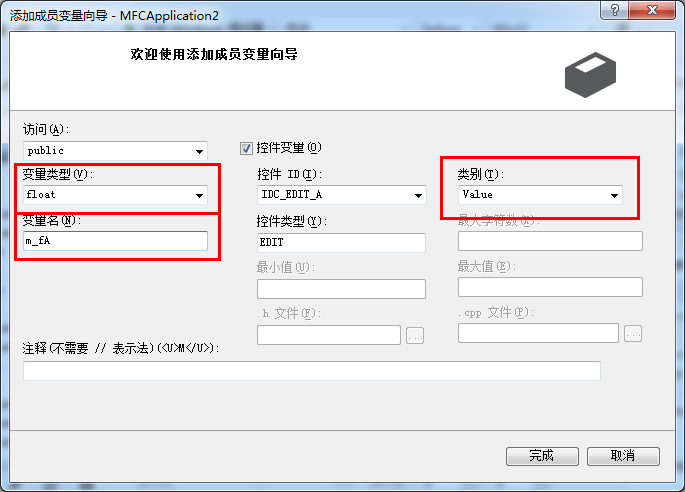 添加成员变量向导 - MFCApplication2
欢迎使用添加成员变量向导
访问(A):
public
控件变量(O)
变量类型(V):
float
控件 ID(I):
IDC_EDIT_A
类别(T):
Value
变量名(N):
m_fA
控件类型(Y):
EDIT
最大字符数(X):
最小值(U):
最大值(E):
.h 文件(F):
...
.cpp 文件(P):
...
注释(不需要 // 表示法)(<U>M</U>):
完成
取消